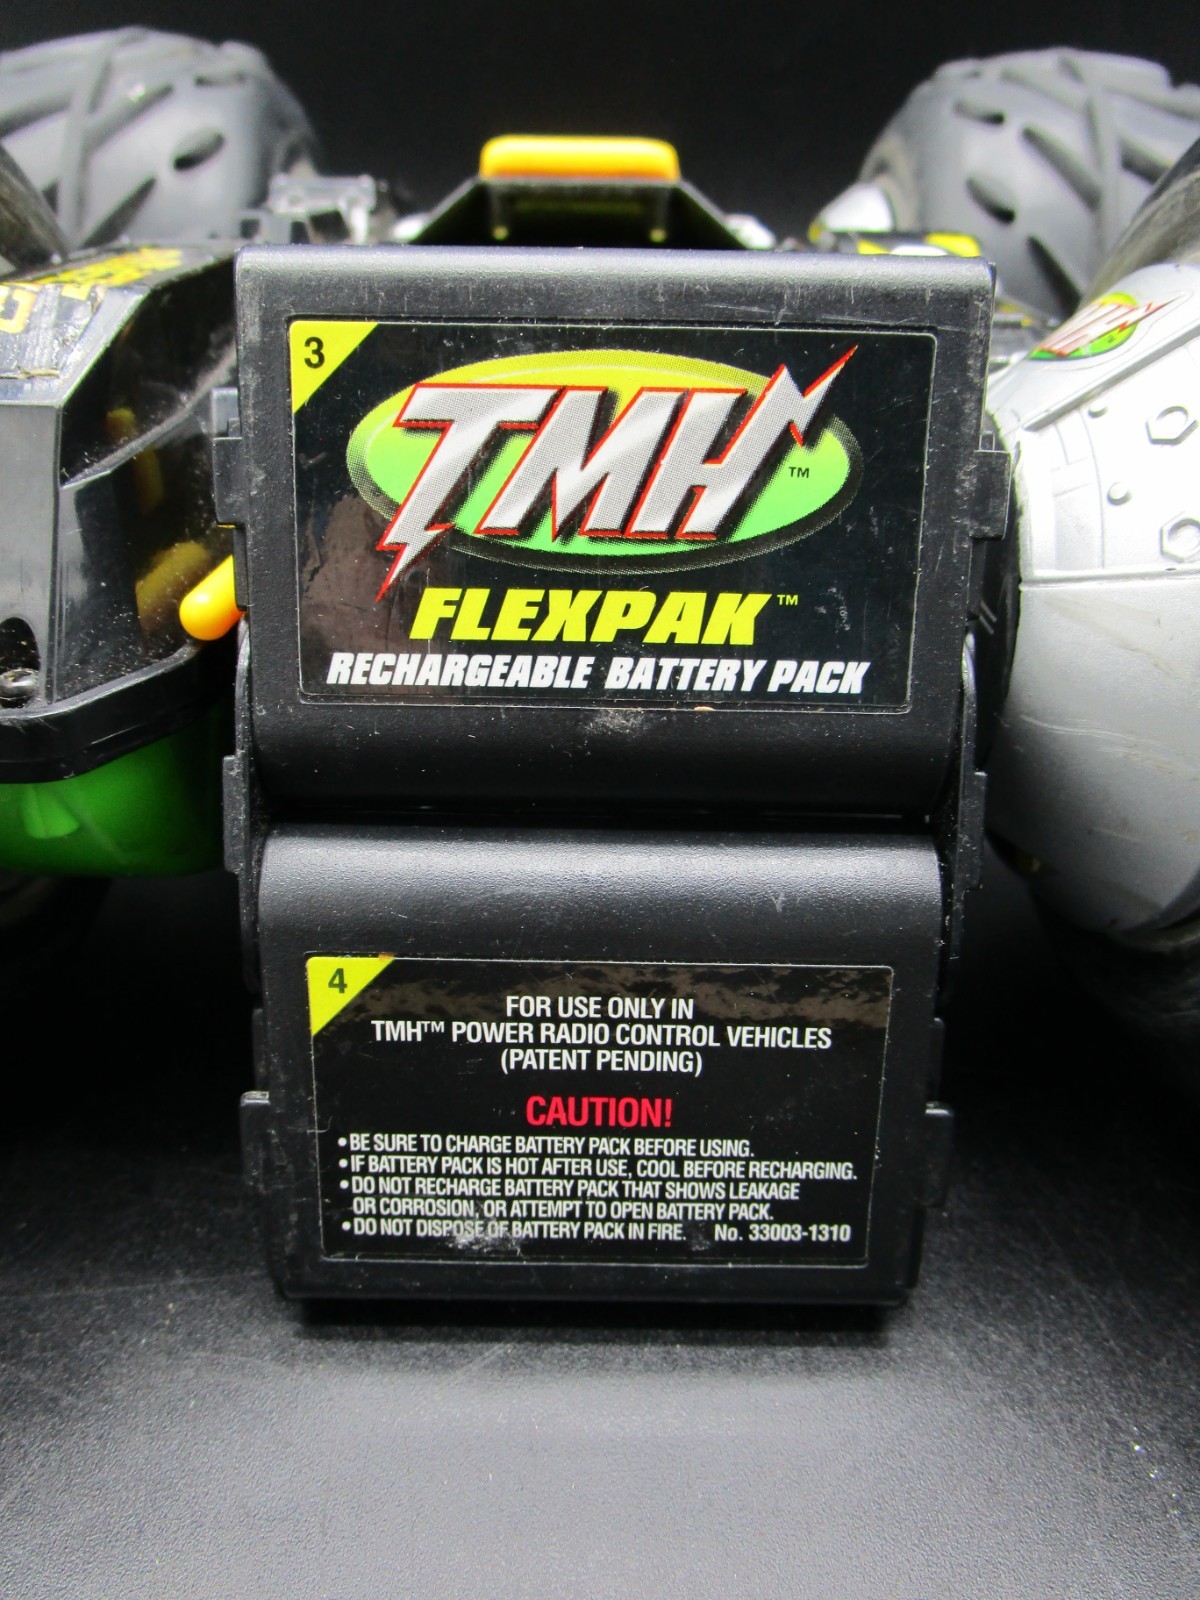 3
TMH™
FLEXPAK™
RECHARGEABLE BATTERY PACK
4
FOR USE ONLY IN
TMH™ POWER RADIO CONTROL VEHICLES
(PATENT PENDING)
CAUTION!
•BE SURE TO CHARGE BATTERY PACK BEFORE USING.
•IF BATTERY PACK IS HOT AFTER USE, COOL BEFORE RECHARGING.
•DO NOT RECHARGE BATTERY PACK THAT SHOWS LEAKAGE
OR CORROSION, OR ATTEMPT TO OPEN BATTERY PACK.
•DO NOT DISPOSE OF BATTERY PACK IN FIRE. No. 33003-1310
TMH